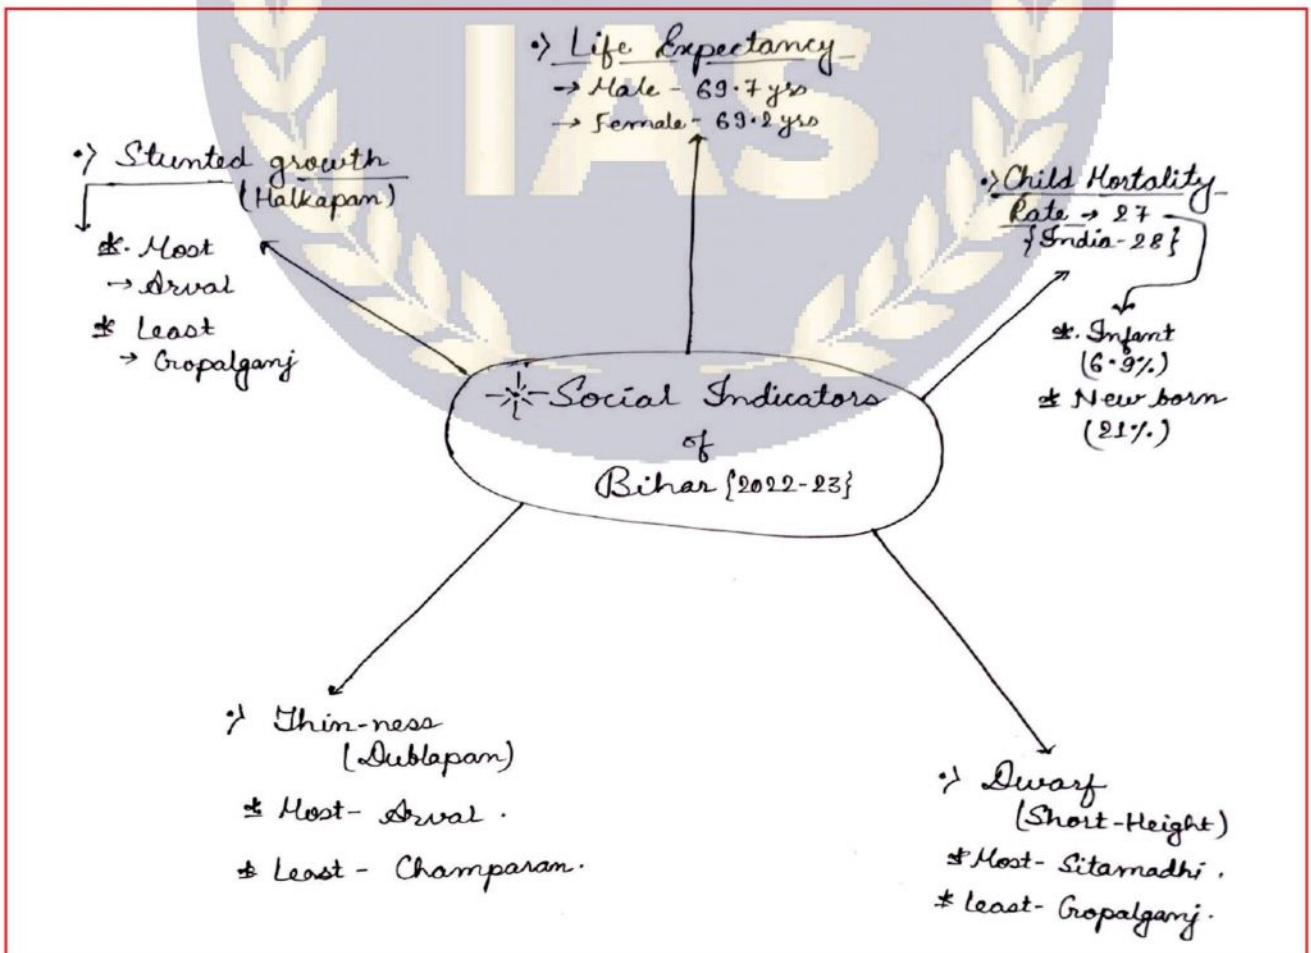 IAS
•} Life Expectancy
→ Male - 69.7 yrs
→ Female - 69.2 yrs
•} Stunted growth
(Halkapan)
*. Most
→ Arval
* Least
→ Gopalganj
•} Child Mortality
Rate → 27
{India-28}
*. Infant
(6.9%)
* New born
(21%)
Social Indicators
of
Bihar {2022-23}
•} Thin-ness
(Dublapan)
* Most- Arval.
* Least - Champaran.
•} Dwarf
(Short-Height)
* Most- Sitamadhi.
* Least- Gopalganj.